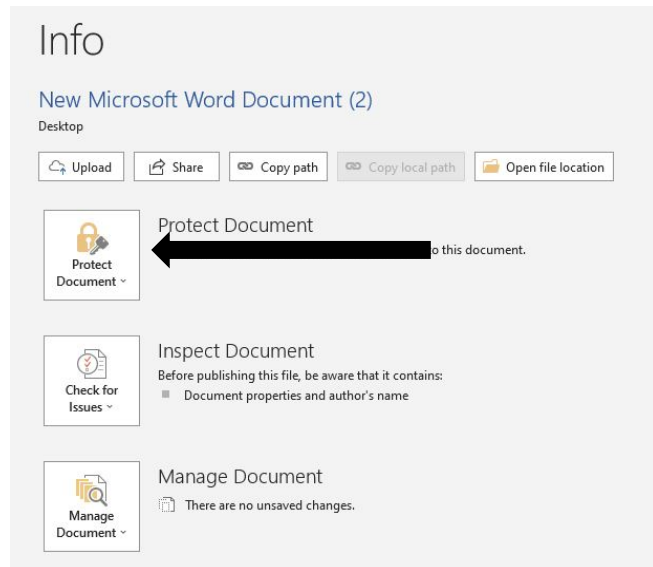 Info
New Microsoft Word Document (2)
Desktop
Upload Share Copy path Copy local path Open file location
Protect Document
this document.
Protect
Document
Inspect Document
Before publishing this file, be aware that it contains:
Document properties and author's name
Check for
Issues
Manage Document
There are no unsaved changes.
Manage
Document